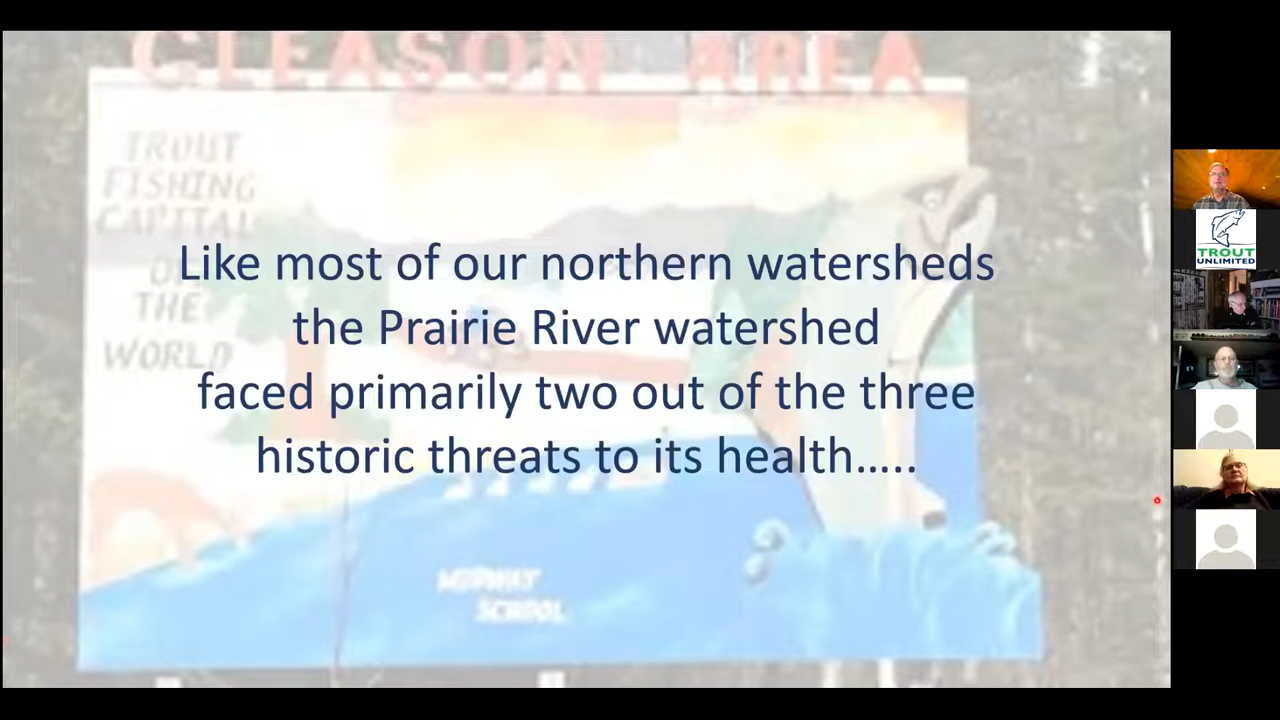 GLEASON AREA
TROUT
FISHING
CAPITAL
OF
THE
WORLD
Like most of our northern watersheds
the Prairie River watershed
faced primarily two out of the three
historic threats to its health…..
MIDWAY
SCHOOL
TROUT
UNLIMITED